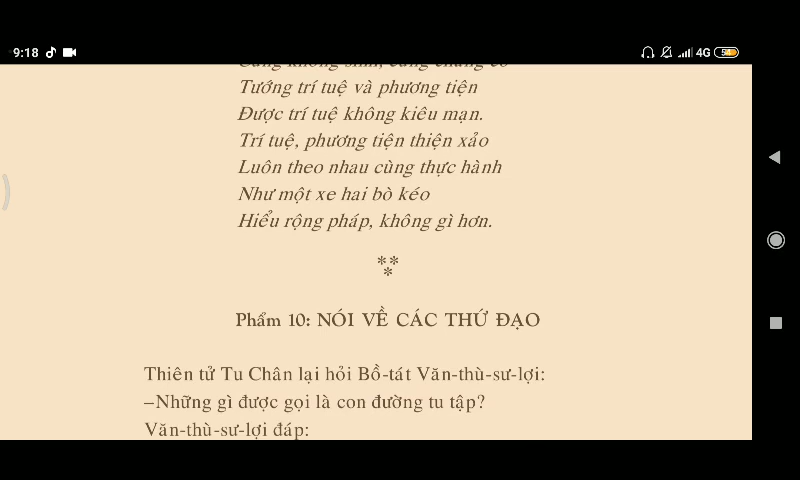 9:18
4G 54
Tướng trí tuệ và phương tiện
Được trí tuệ không kiêu mạn.
Trí tuệ, phương tiện thiện xảo
Luôn theo nhau cùng thực hành
Như một xe hai bò kéo
Hiểu rộng pháp, không gì hơn.
**
*
Phẩm 10: NÓI VỀ CÁC THỨ ĐẠO
Thiên tử Tu Chân lại hỏi Bồ-tát Văn-thù-sư-lợi:
–Những gì được gọi là con đường tu tập?
Văn-thù-sư-lợi đáp: